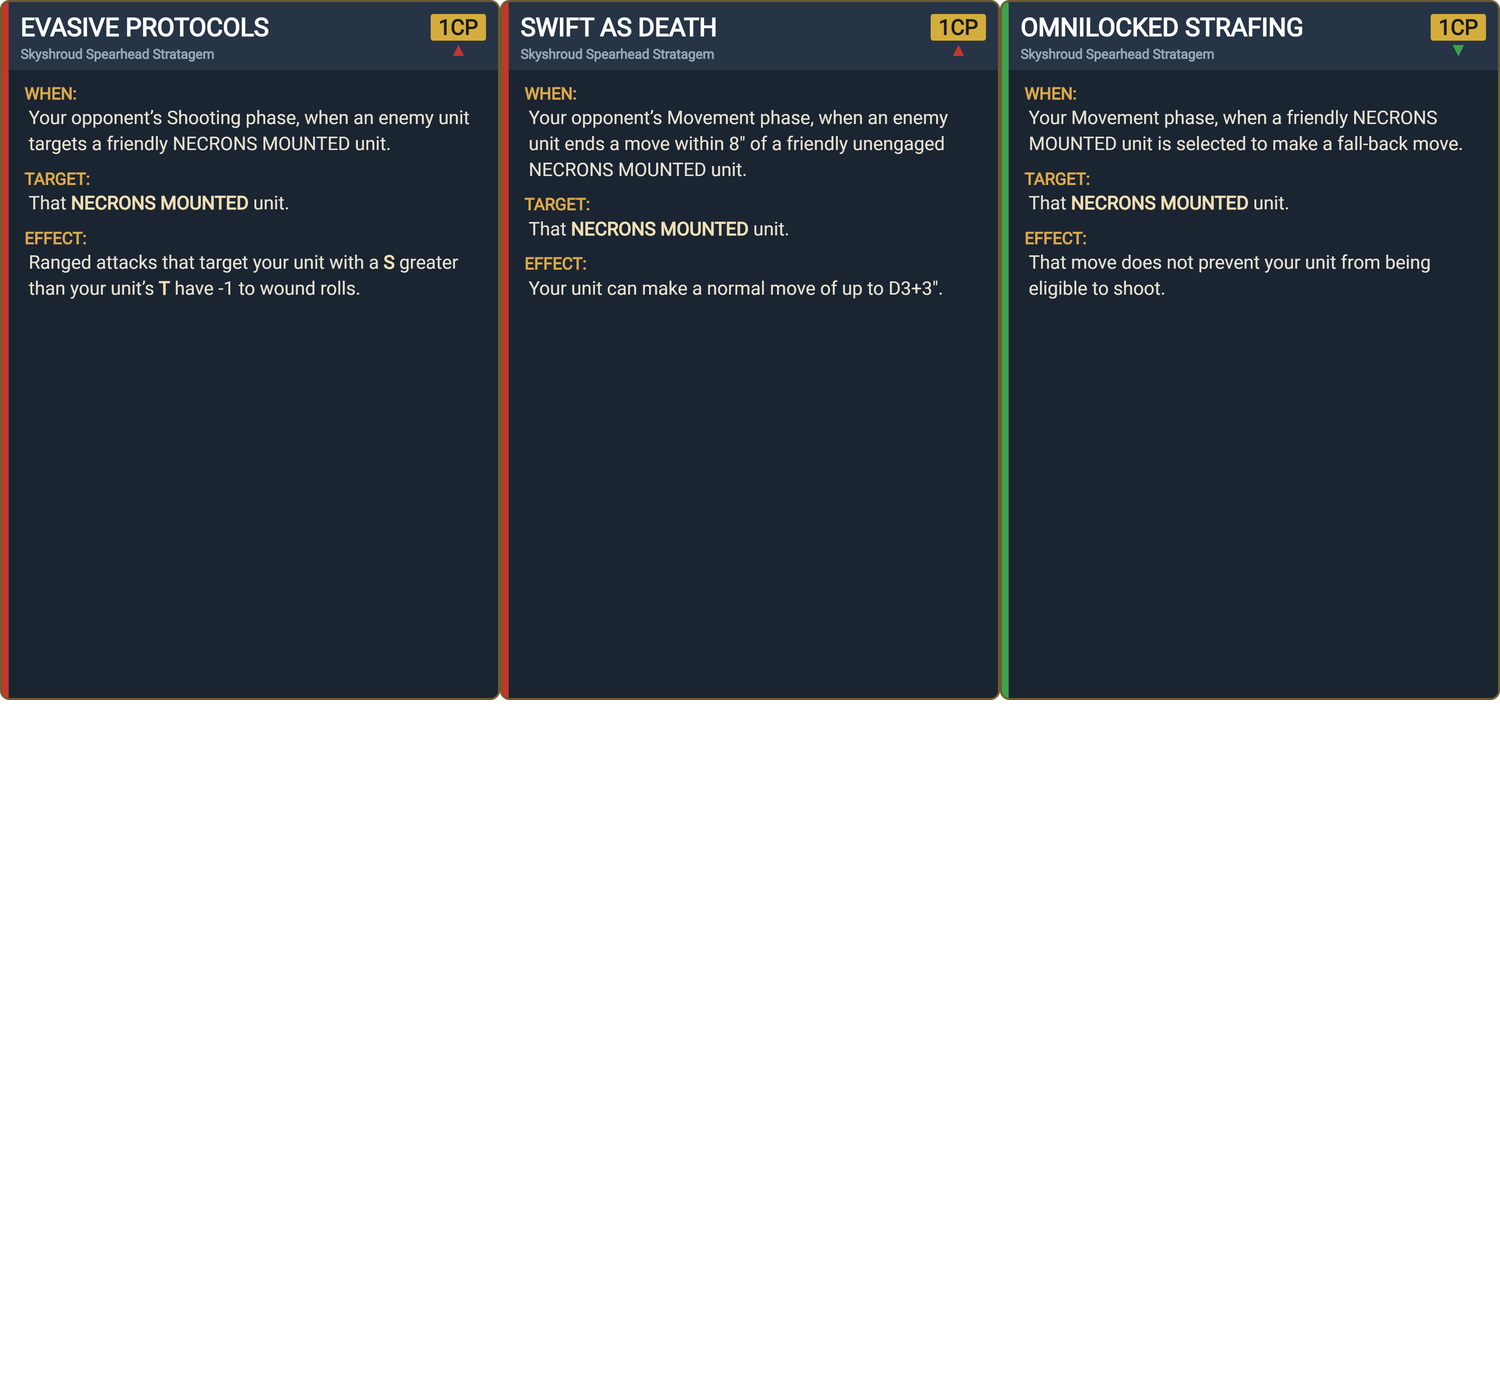 EVASIVE PROTOCOLS
1CP
Skyshroud Spearhead Stratagem
WHEN:
Your opponent’s Shooting phase, when an enemy unit
targets a friendly NECRONS MOUNTED unit.
TARGET:
That NECRONS MOUNTED unit.
EFFECT:
Ranged attacks that target your unit with a S greater
than your unit’s T have -1 to wound rolls.
SWIFT AS DEATH
1CP
Skyshroud Spearhead Stratagem
WHEN:
Your opponent’s Movement phase, when an enemy
unit ends a move within 8" of a friendly unengaged
NECRONS MOUNTED unit.
TARGET:
That NECRONS MOUNTED unit.
EFFECT:
Your unit can make a normal move of up to D3+3".
OMNILOCKED STRAFING
1CP
Skyshroud Spearhead Stratagem
WHEN:
Your Movement phase, when a friendly NECRONS
MOUNTED unit is selected to make a fall-back move.
TARGET:
That NECRONS MOUNTED unit.
EFFECT:
That move does not prevent your unit from being
eligible to shoot.